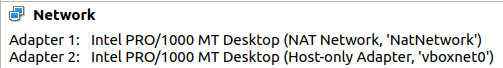 Network
Adapter 1: Intel PRO/1000 MT Desktop (NAT Network, 'NatNetwork')
Adapter 2: Intel PRO/1000 MT Desktop (Host-only Adapter, 'vboxnet0')